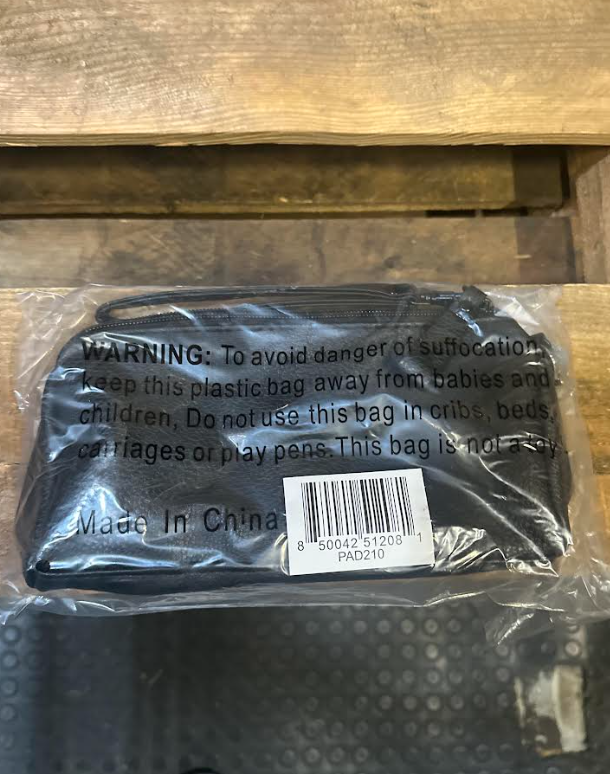 WARNING: To avoid danger of suffocation,
keep this plastic bag away from babies and
children, Do not use this bag in cribs, beds,
carriages or play pens. This bag is not a toy.
Made In China
8 50042 51208 1
PAD210